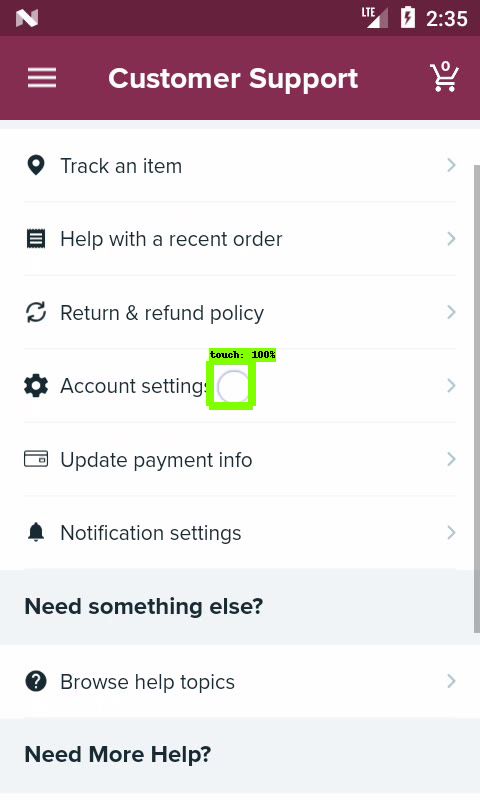 LTE 2:35
Customer Support
0
Track an item
Help with a recent order
Return & refund policy
touch: 100%
Account settings
Update payment info
Notification settings
Need something else?
Browse help topics
Need More Help?